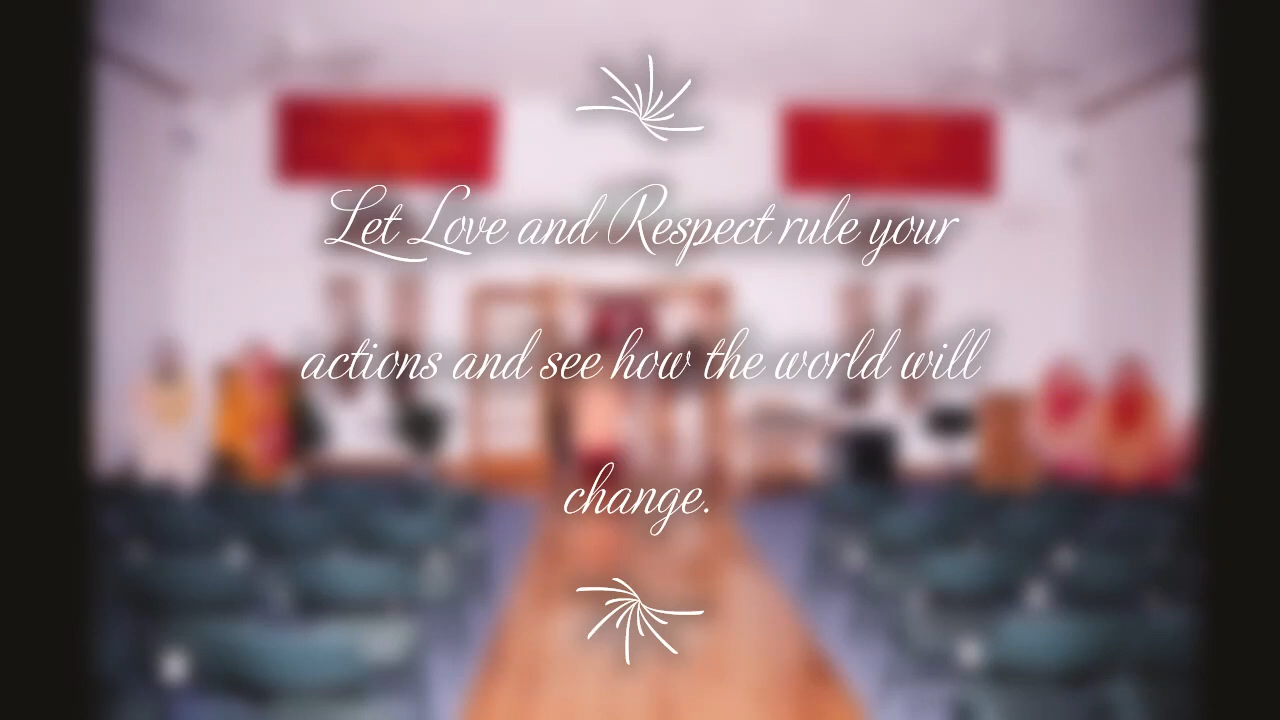 Let Love and Respect rule your
actions and see how the world will
change.